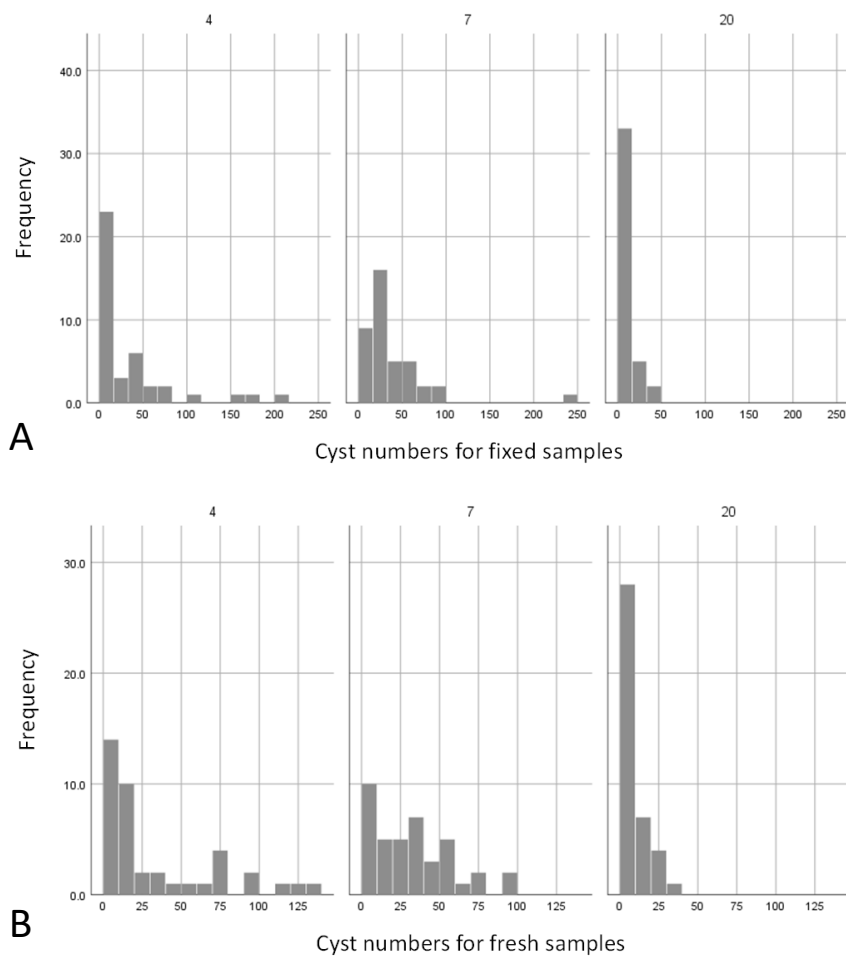 4 7 20
40.0
30.0
20.0
10.0
0.0
Frequency
0 50 100 150 200 250 0 50 100 150 200 250 0 50 100 150 200 250
A
Cyst numbers for fixed samples
4 7 20
30.0
20.0
10.0
0.0
Frequency
0 25 50 75 100 125 0 25 50 75 100 125 0 25 50 75 100 125
B
Cyst numbers for fresh samples